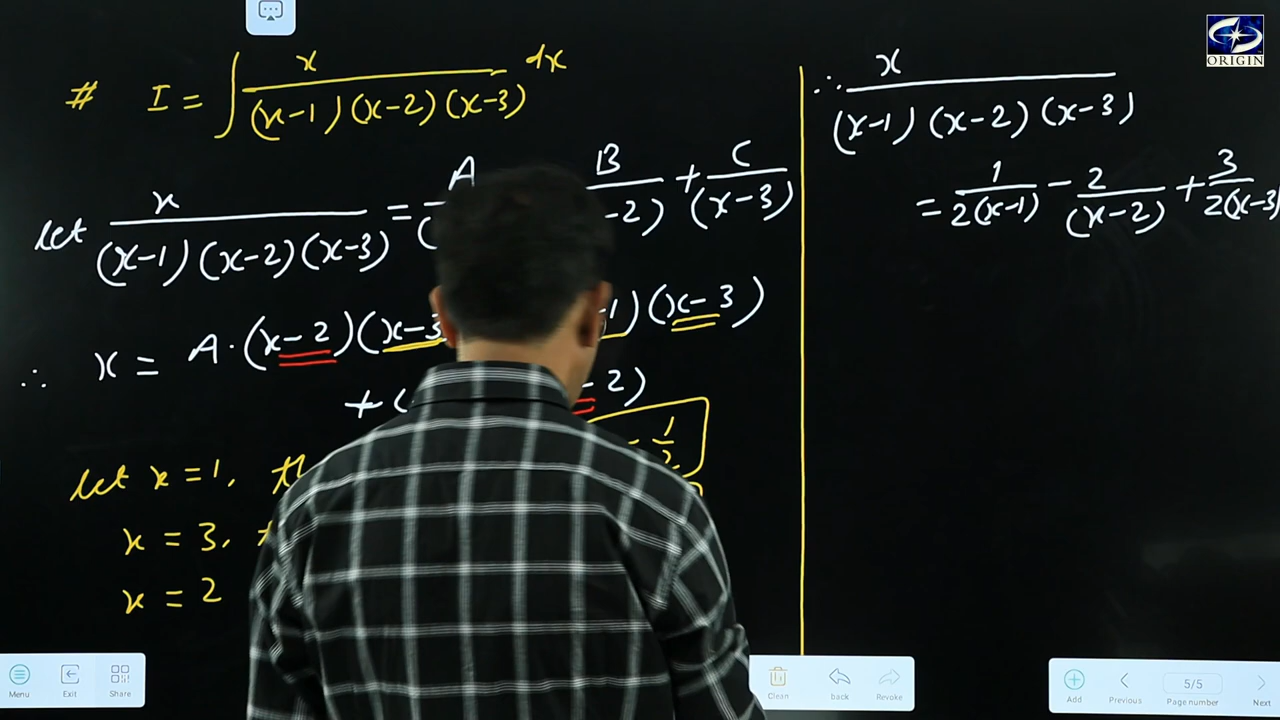 # I = ∫ x / (x-1) (x-2) (x-3) dx
let x / (x-1) (x-2) (x-3) = A / ( B / -2) + C / (x-3)
∴ x = A · (x-2) (x-3 1) (x-3)
+ ( -2)
let x = 1, 1/2
x = 3,
x = 2
∴ x / (x-1) (x-2) (x-3)
= 1 / 2(x-1) - 2 / (x-2) + 3 / 2(x-3)
ORIGIN
Menu
Exit
Share
Clean
back
Revoke
Add
Previous
5/5
Page number
Next